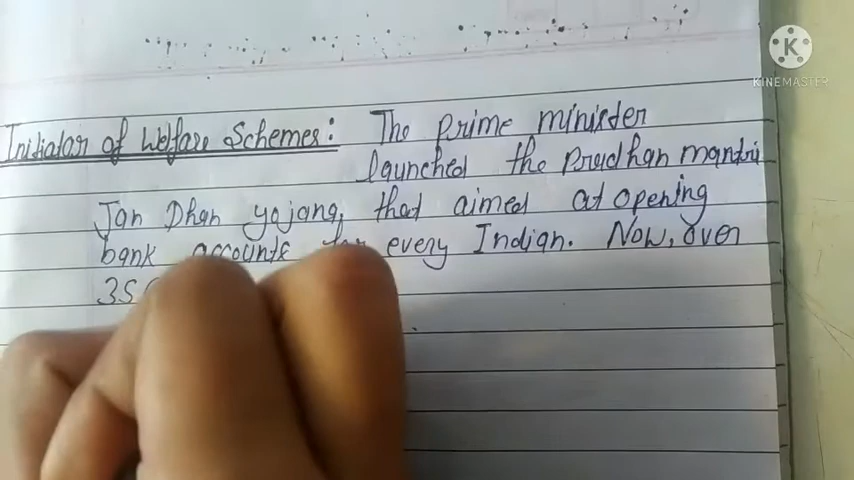 KINEMASTER
Initiator of Welfare Schemes: The prime minister
launched the Pradhan mantri
Jan Dhan yojana, that aimed at opening
bank accounts for every Indian. Now, over
35